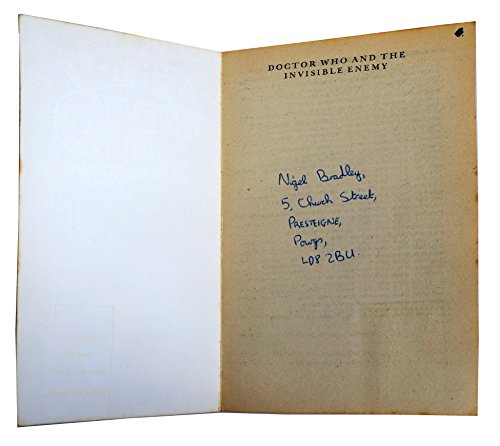 DOCTOR WHO AND THE
INVISIBLE ENEMY
Nigel Bradley,
5, Church Street,
PRESTEIGNE,
Powys,
LD8 2BU.